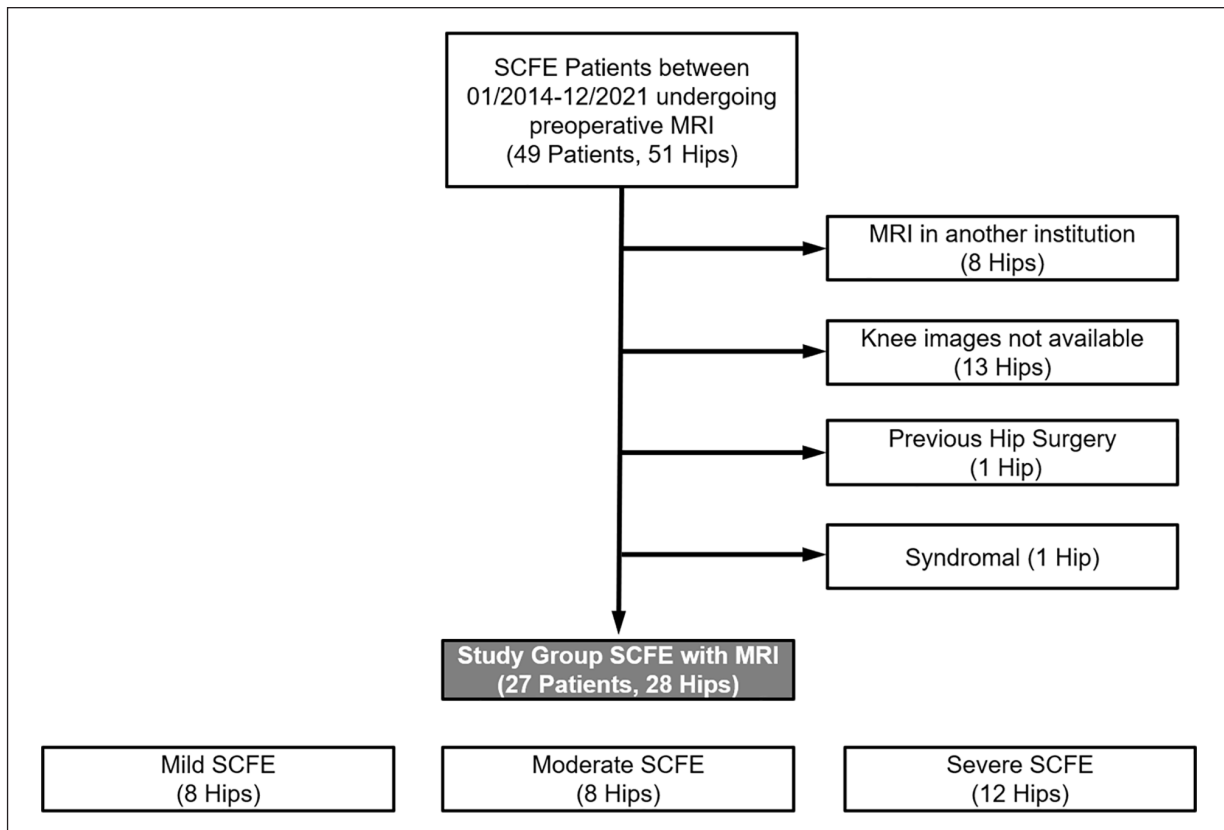 SCFE Patients between
01/2014-12/2021 undergoing
preoperative MRI
(49 Patients, 51 Hips)
MRI in another institution
(8 Hips)
Knee images not available
(13 Hips)
Previous Hip Surgery
(1 Hip)
Syndromal (1 Hip)
Study Group SCFE with MRI
(27 Patients, 28 Hips)
Mild SCFE
(8 Hips)
Moderate SCFE
(8 Hips)
Severe SCFE
(12 Hips)